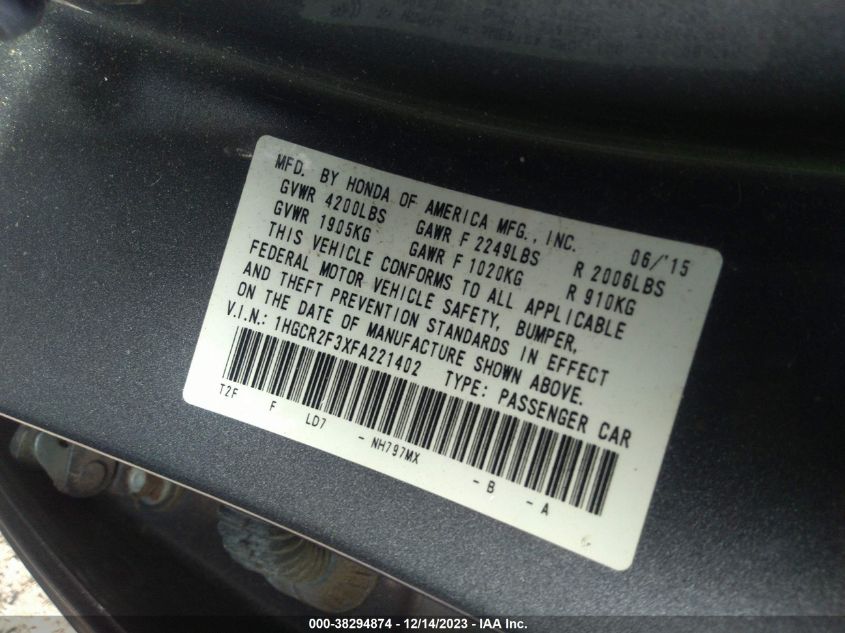 MFD. BY HONDA OF AMERICA MFG., INC. 06/'15
GVWR 4200LBS GAWR F 2249LBS R 2006LBS
GVWR 1905KG GAWR F 1020KG R 910KG
THIS VEHICLE CONFORMS TO ALL APPLICABLE
FEDERAL MOTOR VEHICLE SAFETY, BUMPER,
AND THEFT PREVENTION STANDARDS IN EFFECT
ON THE DATE OF MANUFACTURE SHOWN ABOVE.
V.I.N.: 1HGCR2F3XFA221402 TYPE: PASSENGER CAR
T2F F LD7 - NH797MX - B - A
000-38294874 - 12/14/2023 - IAA Inc.